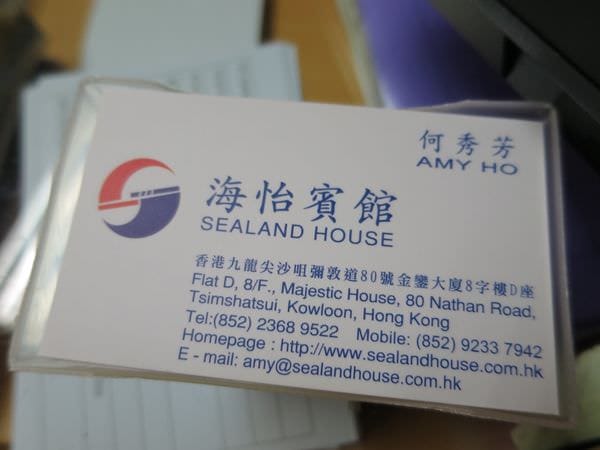 何秀芳
AMY HO
海怡賓館
SEALAND HOUSE
香港九龍尖沙咀彌敦道80號金鑾大廈8字樓D座
Flat D, 8/F., Majestic House, 80 Nathan Road,
Tsimshatsui, Kowloon, Hong Kong
Tel:(852) 2368 9522 Mobile: (852) 9233 7942
Homepage : http://www.sealandhouse.com.hk
E - mail: amy@sealandhouse.com.hk